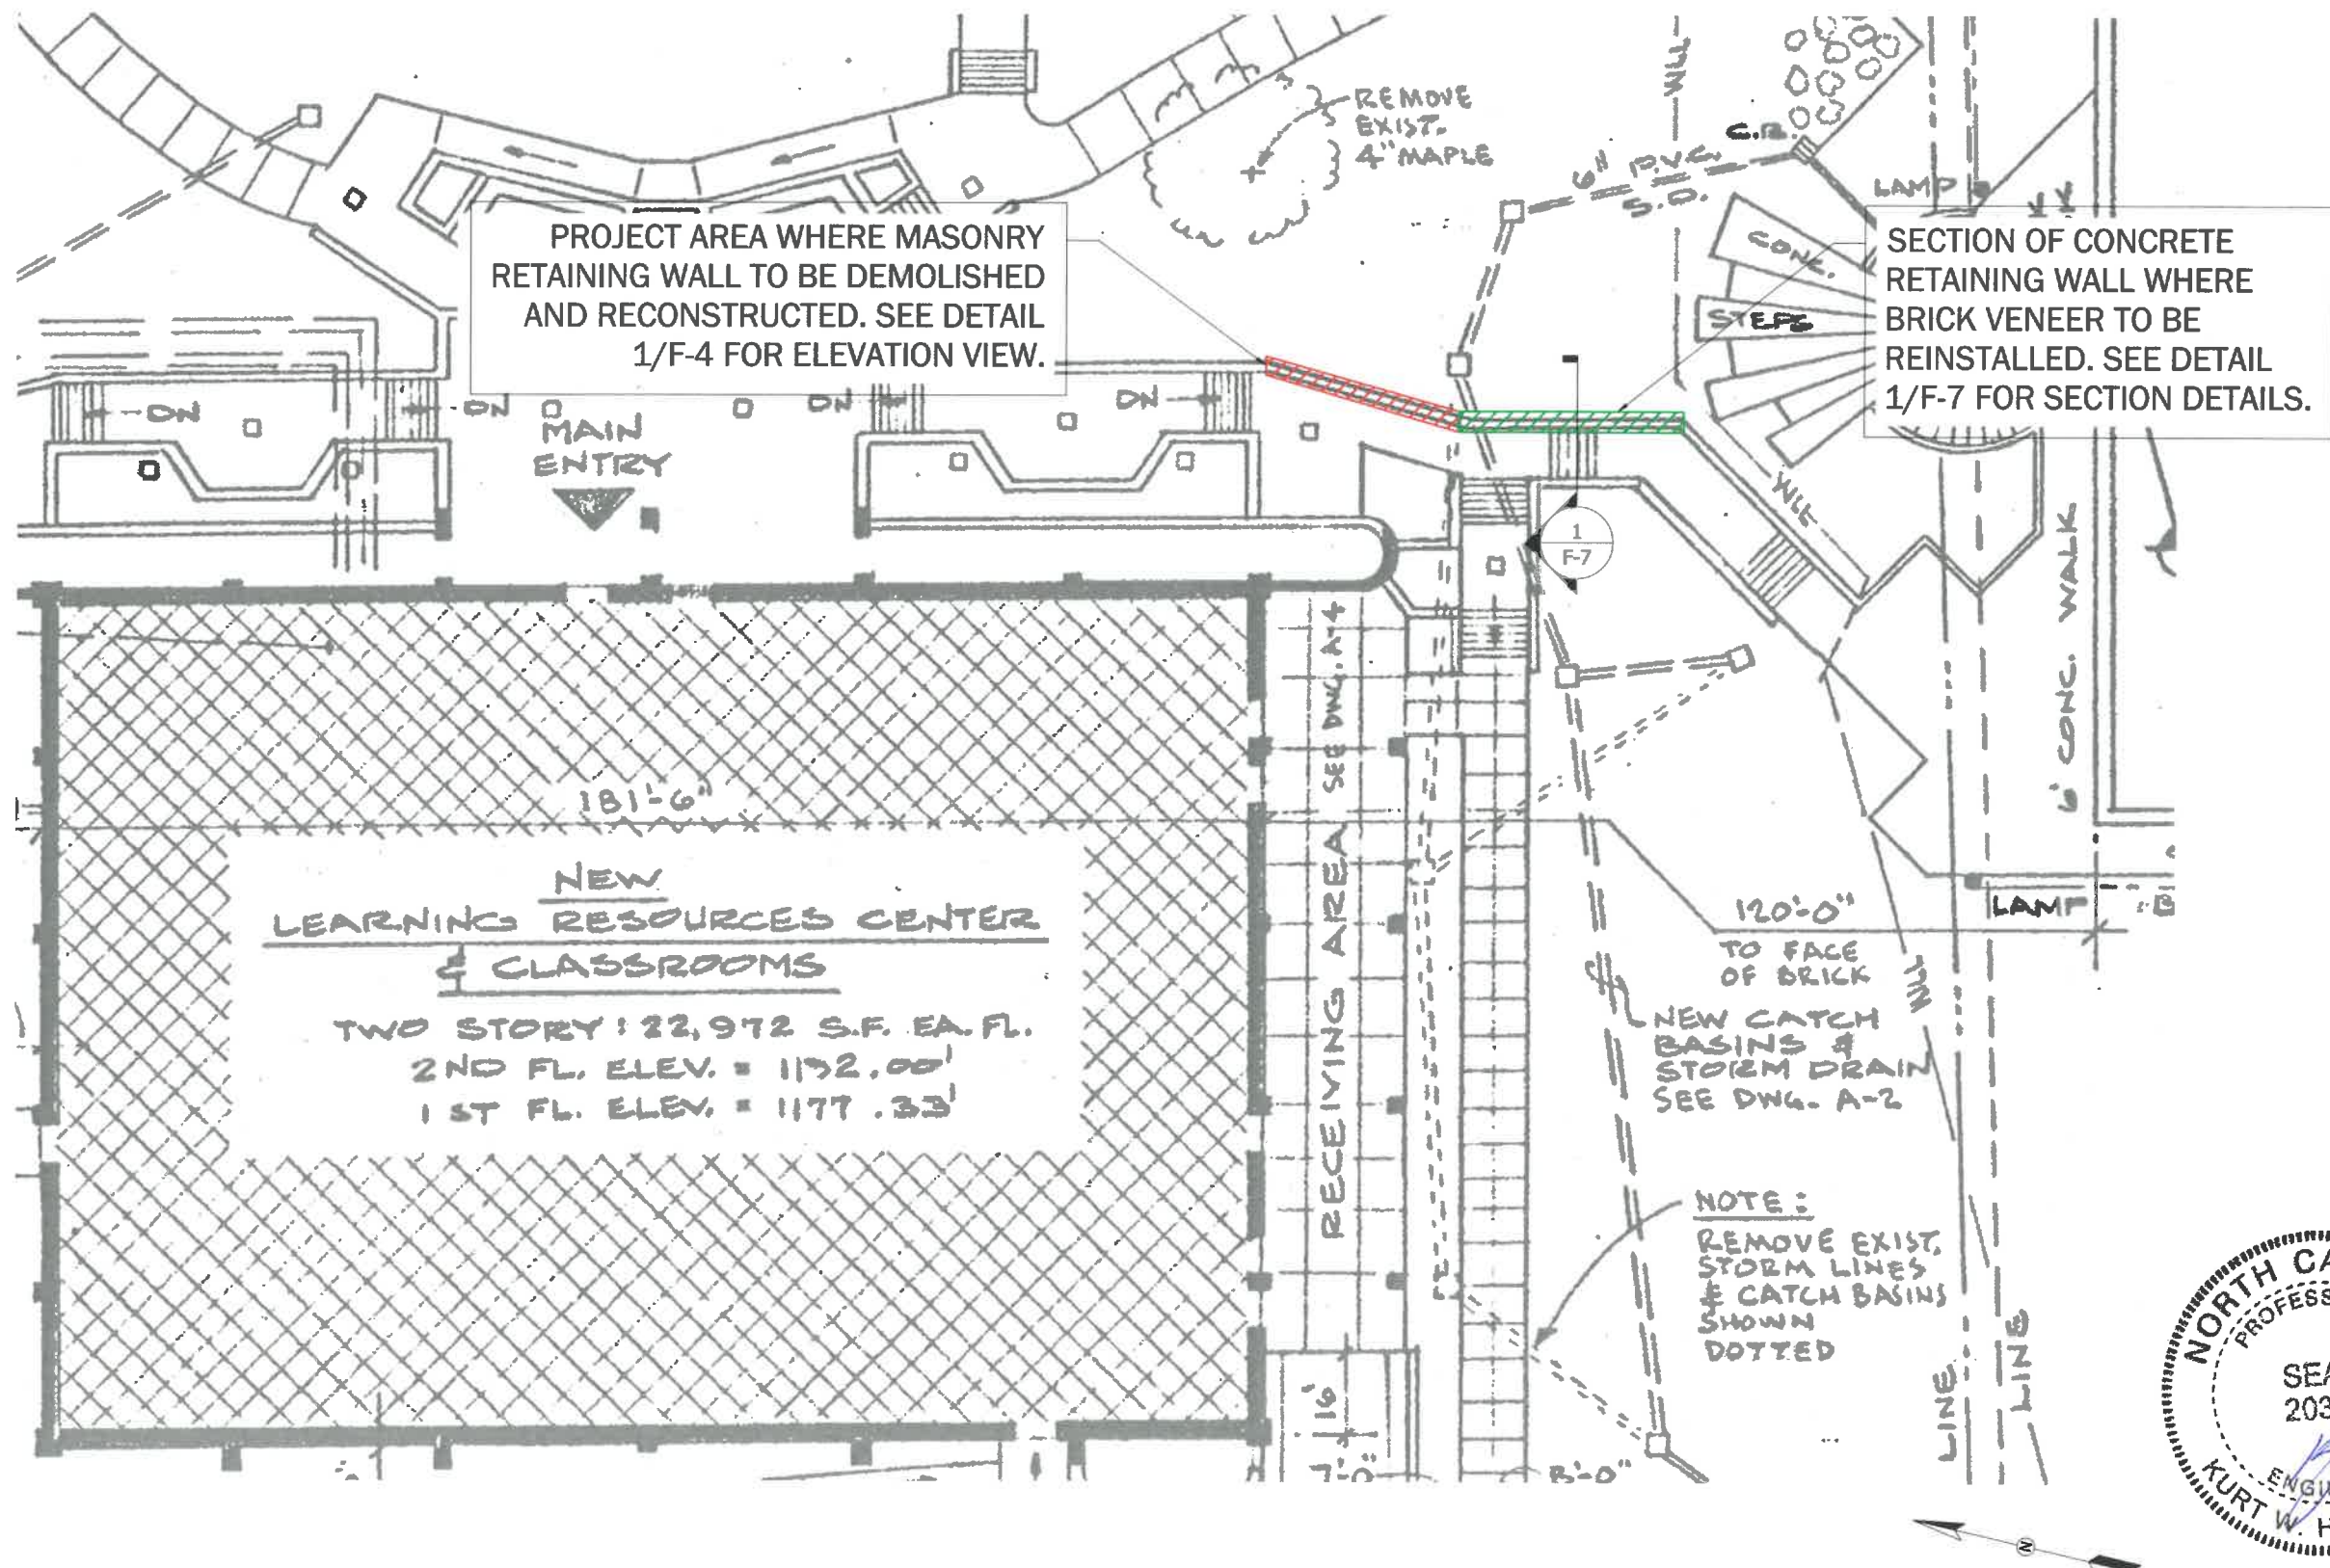 WLL
REMOVE
EXIST.
4" MAPLE
C.B.
6" P.V.C.
S.D.
LAMP
PROJECT AREA WHERE MASONRY
RETAINING WALL TO BE DEMOLISHED
AND RECONSTRUCTED. SEE DETAIL
1/F-4 FOR ELEVATION VIEW.
CONC.
STEPS
SECTION OF CONCRETE
RETAINING WALL WHERE
BRICK VENEER TO BE
REINSTALLED. SEE DETAIL
1/F-7 FOR SECTION DETAILS.
DN
DN
DN
DN
MAIN
ENTRY
WLL
1
F-7
6' CONC. WALK
SEE DWG. A-4
RECEIVING AREA
181'-6"
NEW
LEARNING RESOURCES CENTER
& CLASSROOMS
TWO STORY: 22,972 S.F. EA. FL.
2ND FL. ELEV. = 1192.00'
1ST FL. ELEV. = 1177.33'
LAMP
120'-0"
TO FACE
OF BRICK
WLL
NEW CATCH
BASINS &
STORM DRAIN
SEE DWG. A-2
NOTE:
REMOVE EXIST.
STORM LINES
& CATCH BASINS
SHOWN
DOTTED
LINE
LINE
16'
7'-0"
8'-0"
NORTH CA
PROFESS
SEA
203
ENGI
KURT W. H
N